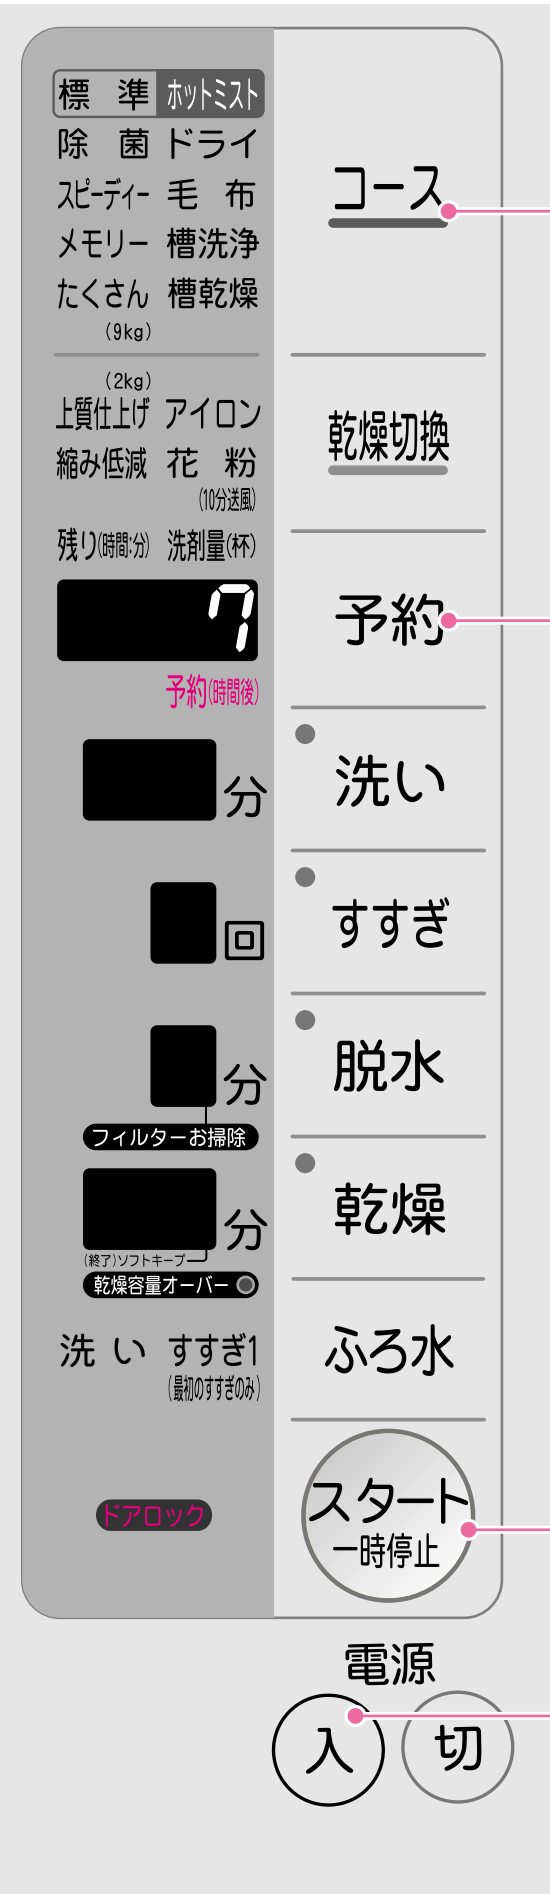 標 準 ホットミスト
除 菌 ドライ
スピーディー 毛 布
メモリー 槽洗浄
たくさん 槽乾燥
(9kg)
コース
(2kg)
上質仕上げ アイロン
縮み低減 花 粉
(10分送風)
乾燥切換
残り(時間:分) 洗剤量(杯)
7
予約(時間後)
予約
分
洗い
回
すすぎ
分
フィルターお掃除
脱水
分
(終了)ソフトキープ
乾燥容量オーバー
乾燥
洗 い すすぎ1
(最初のすすぎのみ)
ふろ水
ドアロック
スタート
一時停止
電源
入 切